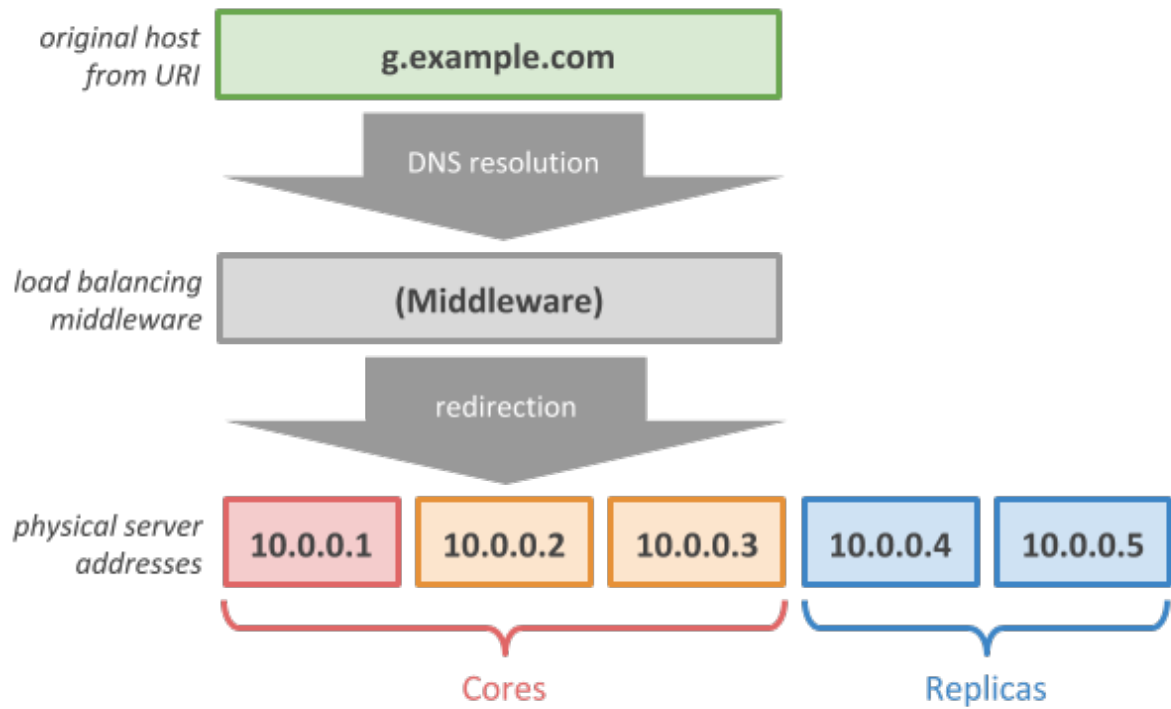 original host
from URI
g.example.com
DNS resolution
load balancing
middleware
(Middleware)
redirection
physical server
addresses
10.0.0.1
10.0.0.2
10.0.0.3
10.0.0.4
10.0.0.5
Cores
Replicas